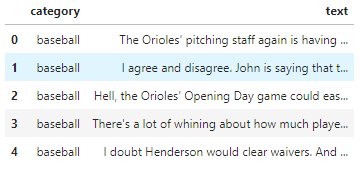 category text
0 baseball The Orioles' pitching staff again is having ...
1 baseball I agree and disagree. John is saying that t...
2 baseball Hell, the Orioles' Opening Day game could eas...
3 baseball There's a lot of whining about how much playe...
4 baseball I doubt Henderson would clear waivers. And ...